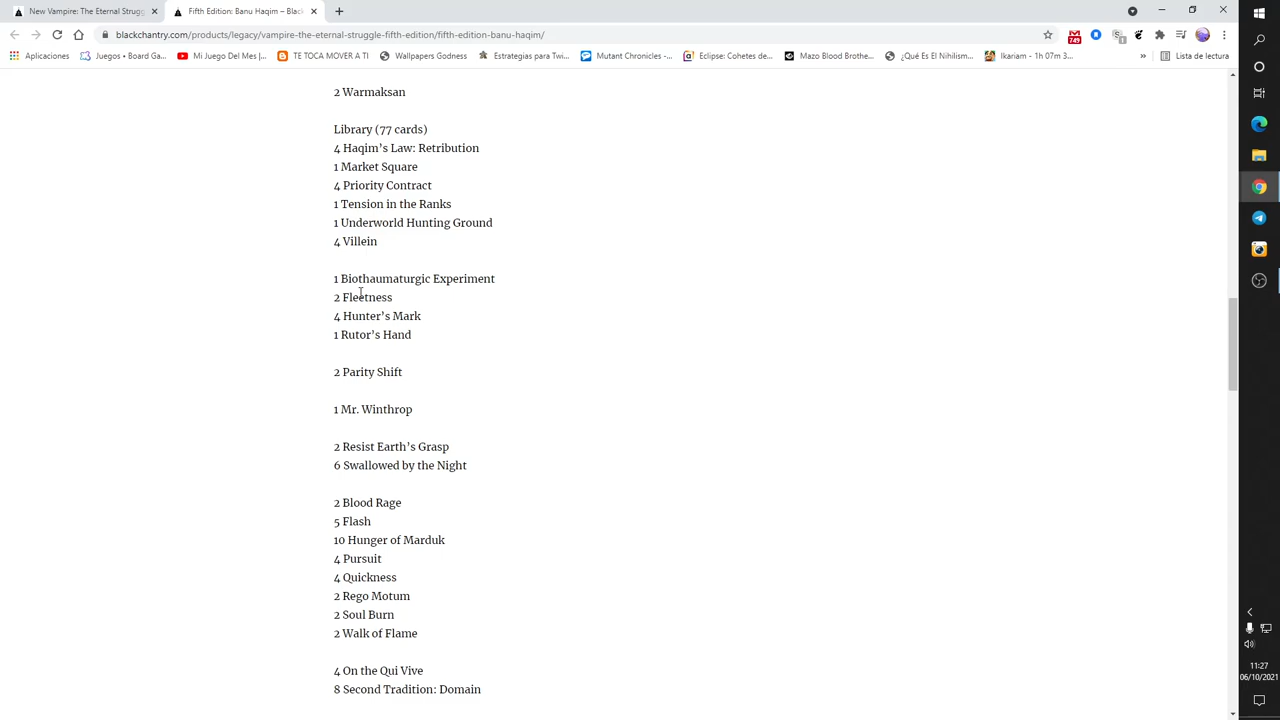 New Vampire: The Eternal Strugg
Fifth Edition: Banu Haqim – Blac
blackchantry.com/products/legacy/vampire-the-eternal-struggle-fifth-edition/fifth-edition-banu-haqim/
749
Aplicaciones
Juegos • Board Ga...
Mi Juego Del Mes |...
TE TOCA MOVER A TI
Wallpapers Godness
Estrategias para Twi...
Mutant Chronicles -...
Eclipse: Cohetes de...
Mazo Blood Brothe...
¿Qué Es El Nihilism...
Ikariam - 1h 07m 3...
»
Lista de lectura
2 Warmaksan
Library (77 cards)
4 Haqim's Law: Retribution
1 Market Square
4 Priority Contract
1 Tension in the Ranks
1 Underworld Hunting Ground
4 Villein
1 Biothaumaturgic Experiment
2 Fleetness
4 Hunter's Mark
1 Rutor's Hand
2 Parity Shift
1 Mr. Winthrop
2 Resist Earth's Grasp
6 Swallowed by the Night
2 Blood Rage
5 Flash
10 Hunger of Marduk
4 Pursuit
4 Quickness
2 Rego Motum
2 Soul Burn
2 Walk of Flame
4 On the Qui Vive
8 Second Tradition: Domain
11:27
06/10/2021